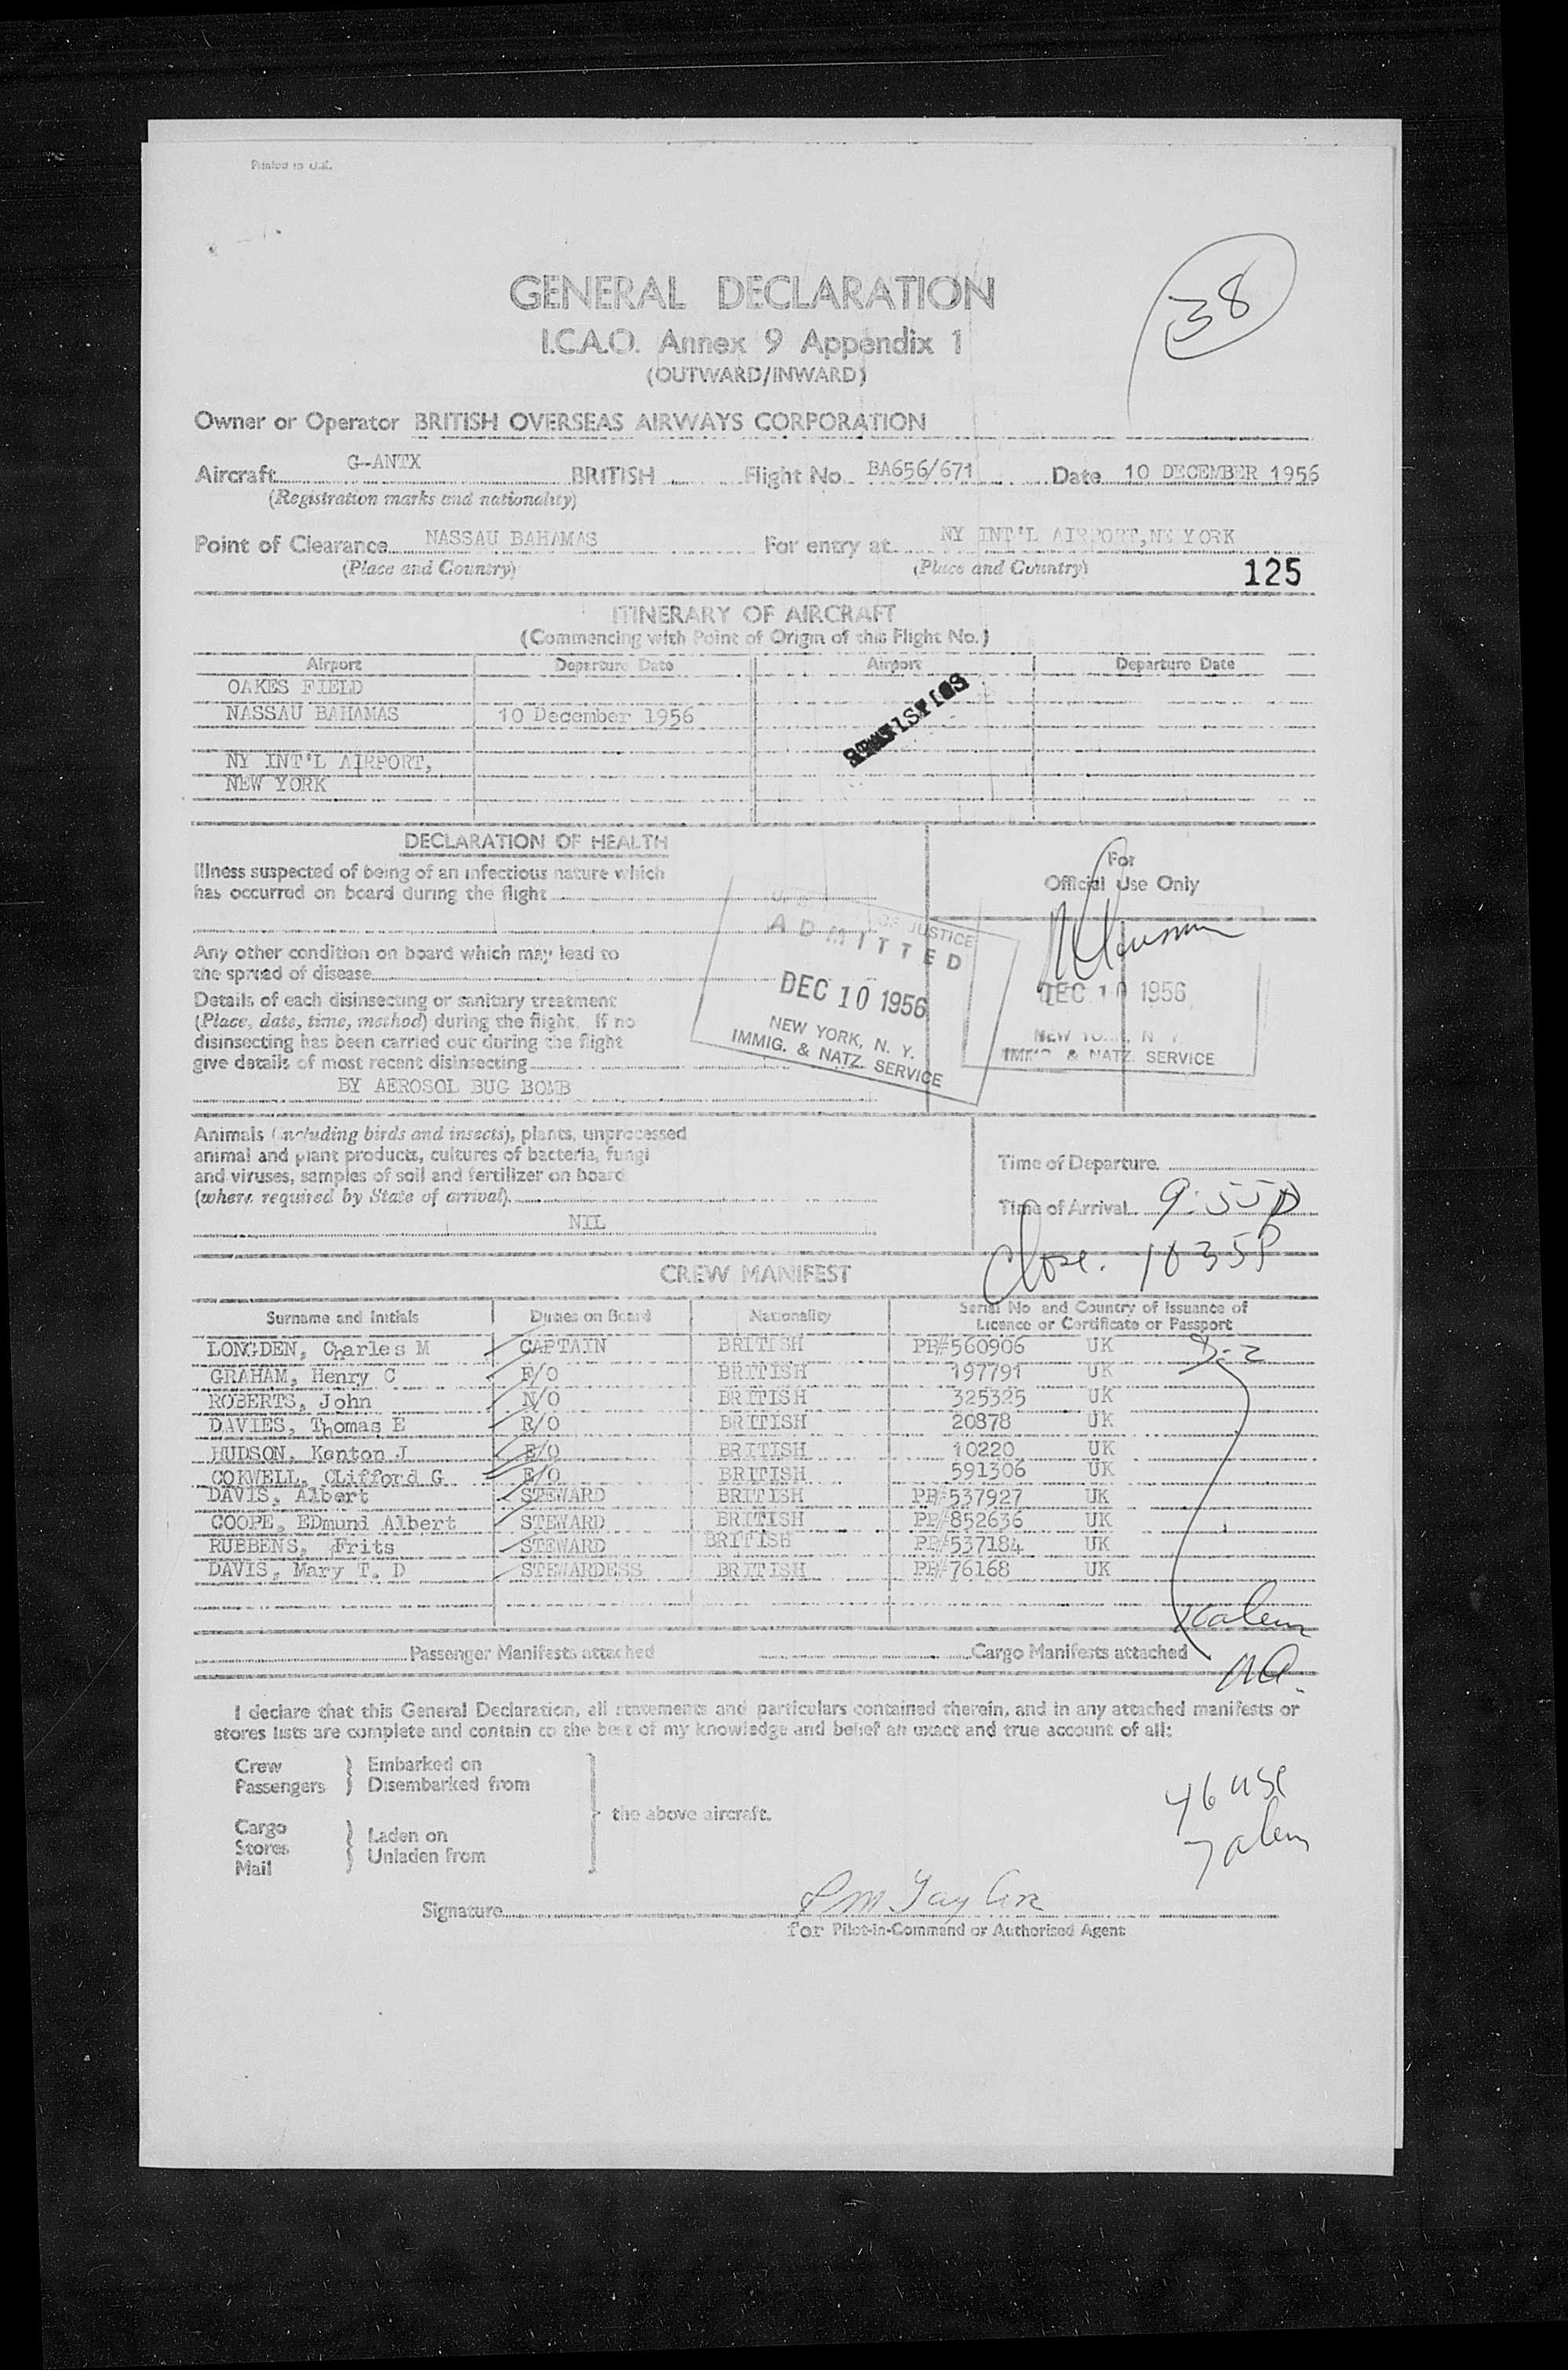 Printed in U.K.
38
GENERAL DECLARATION
I.C.A.O. Annex 9 Appendix 1
(OUTWARD/INWARD)
Owner or Operator BRITISH OVERSEAS AIRWAYS CORPORATION
Aircraft G-ANTX BRITISH Flight No. BA656/671 Date 10 DECEMBER 1956
(Registration marks and nationality)
Point of Clearance NASSAU BAHAMAS For entry at NY INT'L AIRPORT, NE YORK
(Place and Country) (Place and Country) 125
ITINERARY OF AIRCRAFT
(Commencing with Point of Origin of this Flight No.)
Airport Departure Date Airport Departure Date
OAKES FIELD
NASSAU BAHAMAS 10 December 1956
STATISTICS
NY INT'L AIRPORT,
NEW YORK
DECLARATION OF HEALTH
For
Official Use Only
Illness suspected of being of an infectious nature which
has occurred on board during the flight
Any other condition on board which may lead to
the spread of disease
Details of each disinsecting or sanitary treatment
(Place, date, time, method) during the flight. If no
disinsecting has been carried out during the flight
give details of most recent disinsecting
BY AEROSOL BUG BOMB
OF JUSTICE
ADMITTED
DEC 10 1956
NEW YORK, N. Y.
IMMIG. & NATZ. SERVICE
DEC 10 1956
NEW YO N Y.
IMMIG & NATZ. SERVICE
Animals (including birds and insects), plants, unprocessed
animal and plant products, cultures of bacteria, fungi
and viruses, samples of soil and fertilizer on board
(where required by State of arrival)
NIL
Time of Departure
Time of Arrival 9:55P
Close. 1035P
CREW MANIFEST
Surname and Initials Duties on Board Nationality Serial No and Country of Issuance of
Licence or Certificate or Passport
LONGDEN, Charles M CAPTAIN BRITISH PP#560906 UK
GRAHAM, Henry C F/O BRITISH 197791 UK
ROBERTS, John N/O BRITISH 325325 UK
DAVIES, Thomas E R/O BRITISH 20878 UK
HUDSON, Kenton J E/O BRITISH 10220 UK
COKWELL, CLifford G E/O BRITISH 591306 UK
DAVIS, Albert STEWARD BRITISH PP#537927 UK
COOPE, EDmund Albert STEWARD BRITISH PP#852636 UK
RUBBENS, Frits STEWARD BRITISH PP#537184 UK
DAVIS, Mary T. D STEWARDESS BRITISH PP#76168 UK
Passenger Manifests attached Cargo Manifests attached
I declare that this General Declaration, all statements and particulars contained therein, and in any attached manifests or
stores lists are complete and contain to the best of my knowledge and belief an exact and true account of all:
Crew Embarked on
Passengers Disembarked from
the above aircraft.
Cargo
Stores Laden on
Mail Unladen from
46 USC
7 alem
Signature P M Taylor
for Pilot-in-Command or Authorised Agent